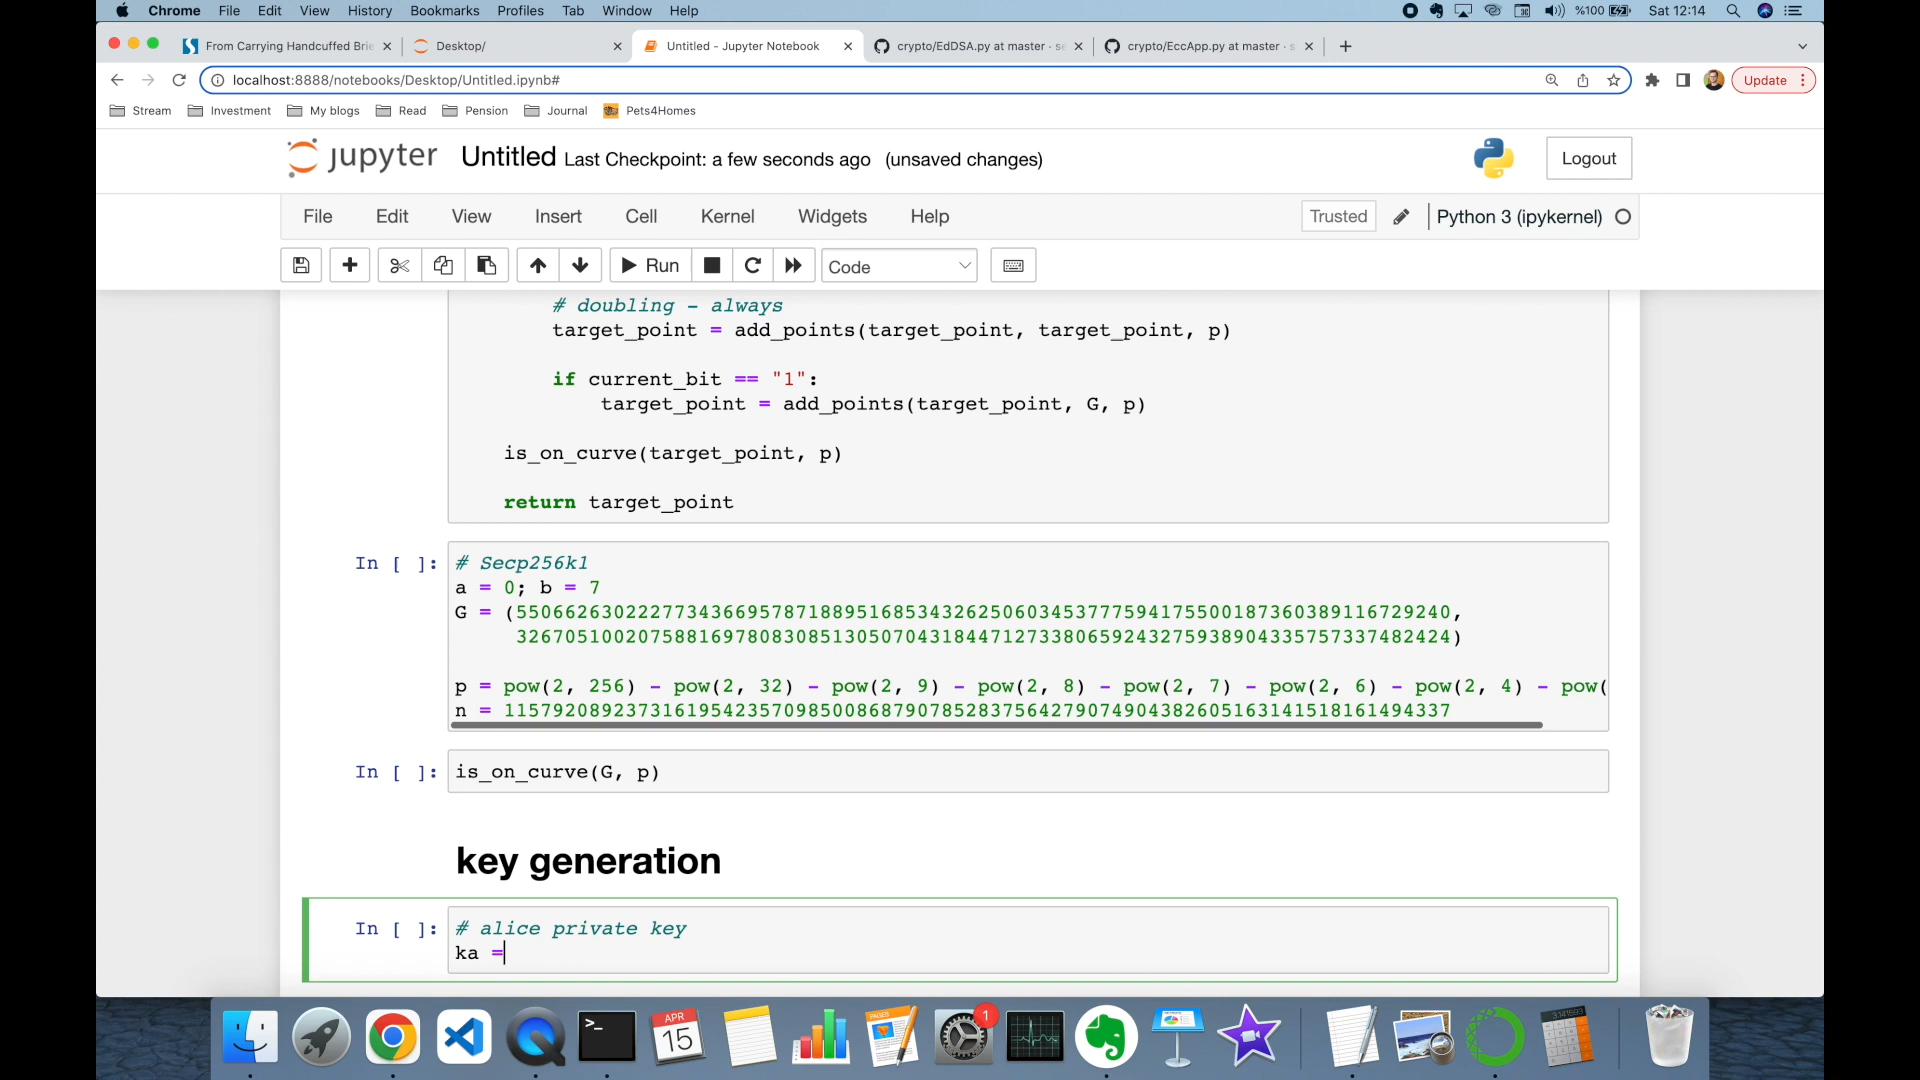 Chrome File Edit View History Bookmarks Profiles Tab Window Help %100 Sat 12:14
From Carrying Handcuffed Brie Desktop/ Untitled - Jupyter Notebook crypto/EdDSA.py at master · se crypto/EccApp.py at master · s
localhost:8888/notebooks/Desktop/Untitled.ipynb# Update
Stream Investment My blogs Read Pension Journal Pets4Homes
jupyter Untitled Last Checkpoint: a few seconds ago (unsaved changes) Logout
File Edit View Insert Cell Kernel Widgets Help Trusted Python 3 (ipykernel)
Run Code
# doubling - always
target_point = add_points(target_point, target_point, p)
if current_bit == "1":
target_point = add_points(target_point, G, p)
is_on_curve(target_point, p)
return target_point
In [ ]: # Secp256k1
a = 0; b = 7
G = (55066263022277343669578718895168534326250603453777594175500187360389116729240,
32670510020758816978083085130507043184471273380659243275938904335757337482424)
p = pow(2, 256) - pow(2, 32) - pow(2, 9) - pow(2, 8) - pow(2, 7) - pow(2, 6) - pow(2, 4) - pow(
n = 115792089237316195423570985008687907852837564279074904382605163141518161494337
In [ ]: is_on_curve(G, p)
key generation
In [ ]: # alice private key
ka =
APR
15
PAGES
1
3.141593